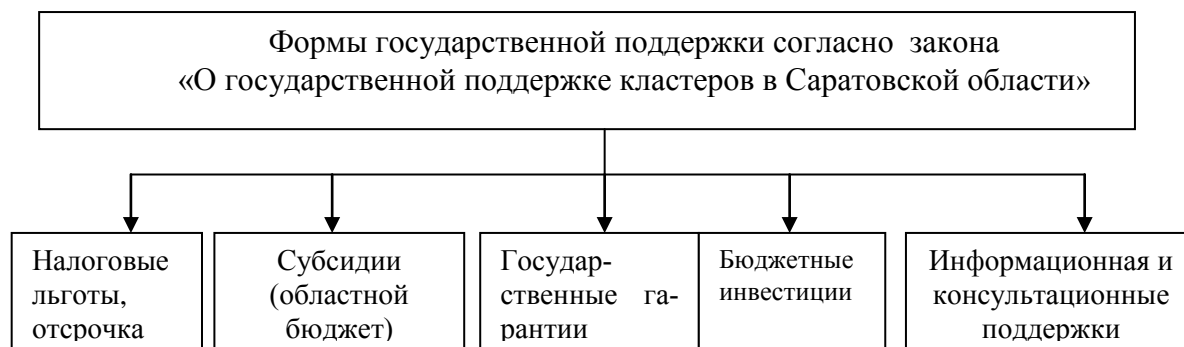 Формы государственной поддержки согласно закона
«О государственной поддержке кластеров в Саратовской области»
Налоговые
льготы,
отсрочка
Субсидии
(областной
бюджет)
Государ-
ственные га-
рантии
Бюджетные
инвестиции
Информационная и
консультационные
поддержки